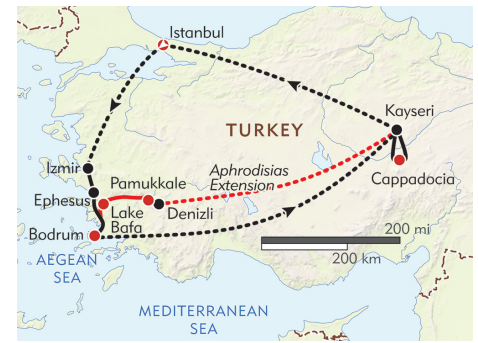 Istanbul
TURKEY
Kayseri
Cappadocia
Izmir
Ephesus
Pamukkale
Aphrodisias
Extension
Lake
Bafa
Denizli
Bodrum
200 mi
200 km
AEGEAN
SEA
MEDITERRANEAN
SEA